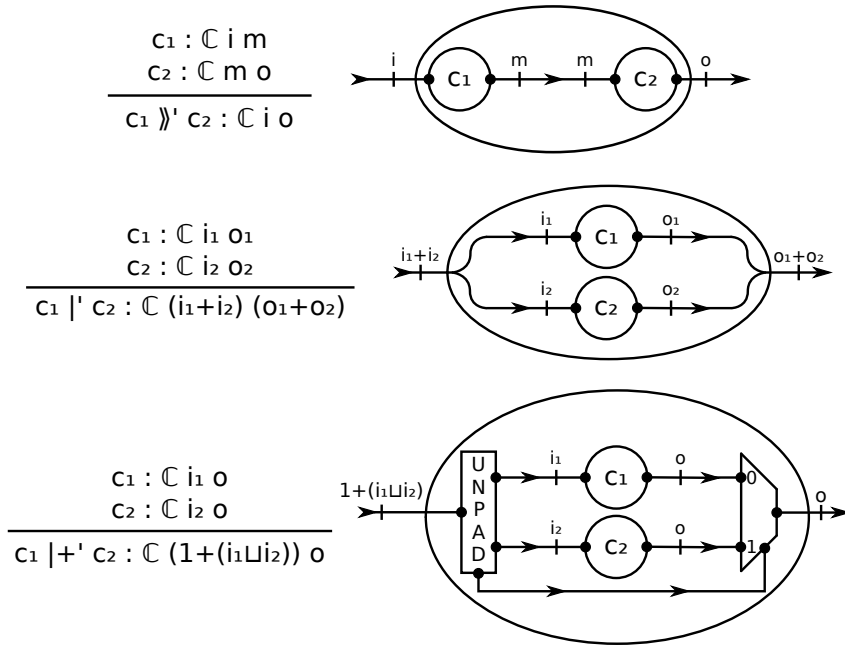 c₁ : ℂ i m
c₂ : ℂ m o
c₁ ⟫' c₂ : ℂ i o
i
c₁
m
m
c₂
o
c₁ : ℂ i₁ o₁
c₂ : ℂ i₂ o₂
c₁ |' c₂ : ℂ (i₁+i₂) (o₁+o₂)
i₁+i₂
i₁
c₁
o₁
i₂
c₂
o₂
o₁+o₂
c₁ : ℂ i₁ o
c₂ : ℂ i₂ o
c₁ |+' c₂ : ℂ (1+(i₁⊔i₂)) o
1+(i₁⊔i₂)
UNPAD
i₁
c₁
o
0
i₂
c₂
o
1
o